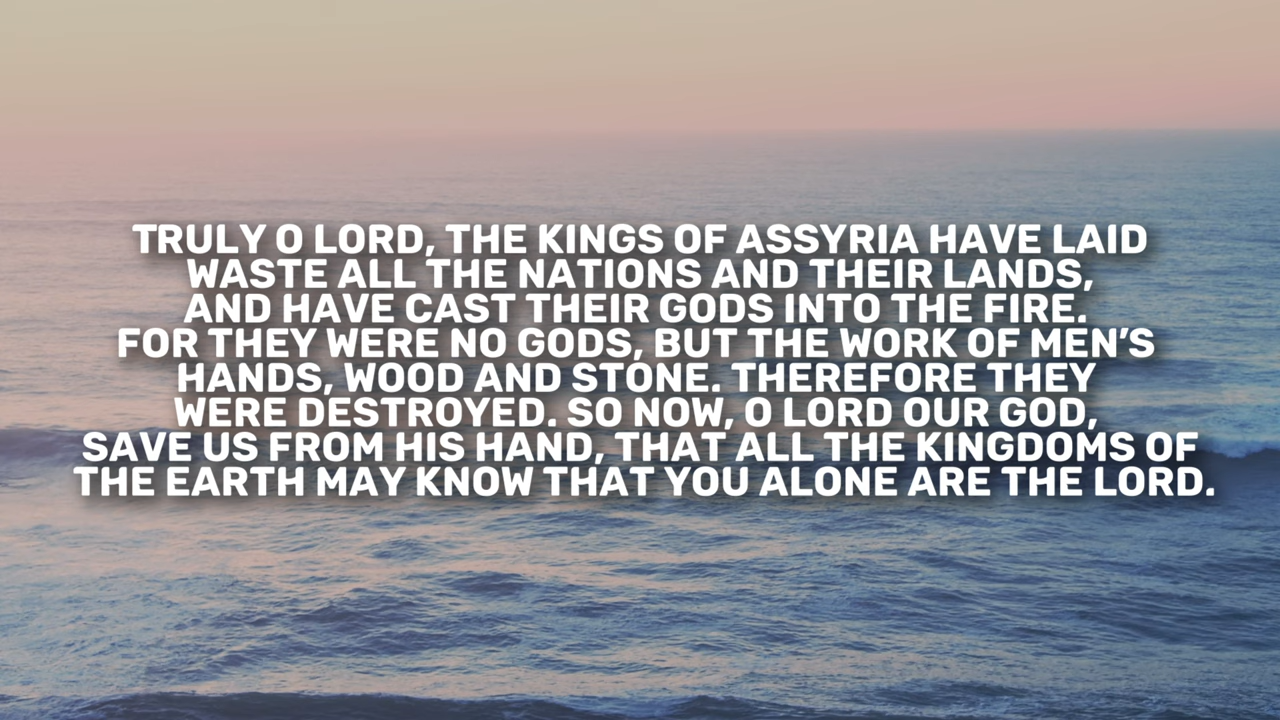 TRULY O LORD, THE KINGS OF ASSYRIA HAVE LAID
WASTE ALL THE NATIONS AND THEIR LANDS,
AND HAVE CAST THEIR GODS INTO THE FIRE.
FOR THEY WERE NO GODS, BUT THE WORK OF MEN’S
HANDS, WOOD AND STONE. THEREFORE THEY
WERE DESTROYED. SO NOW, O LORD OUR GOD,
SAVE US FROM HIS HAND, THAT ALL THE KINGDOMS OF
THE EARTH MAY KNOW THAT YOU ALONE ARE THE LORD.